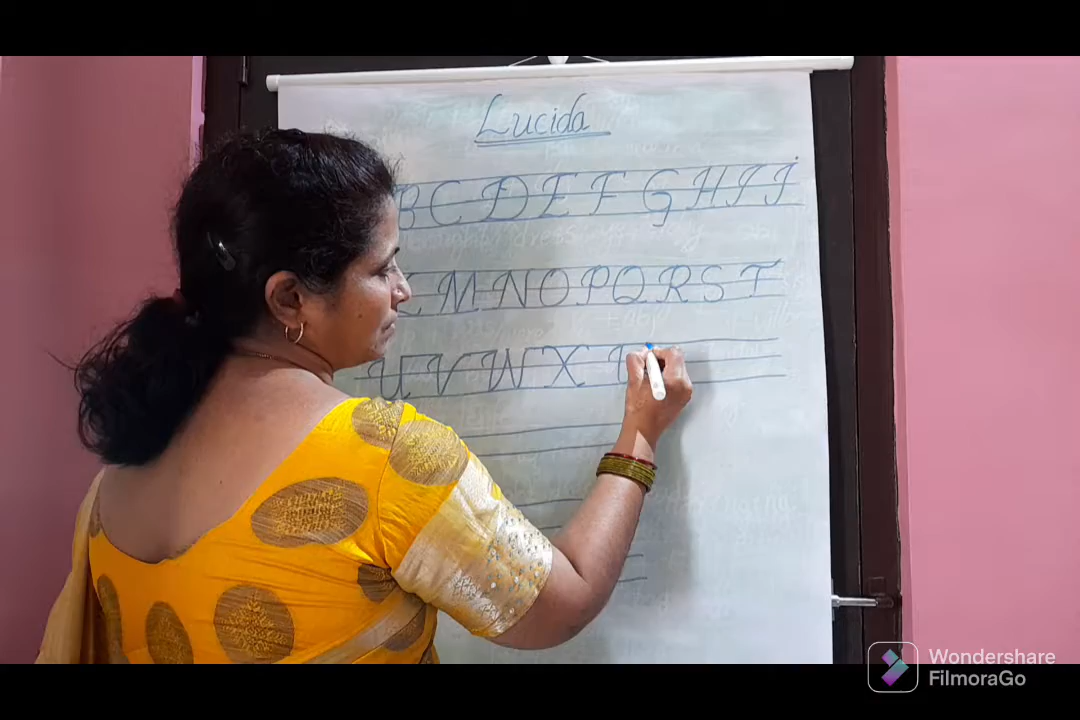 Lucida
B C D E F G H I J
L M N O P Q R S T
U V W X
Wondershare
FilmoraGo